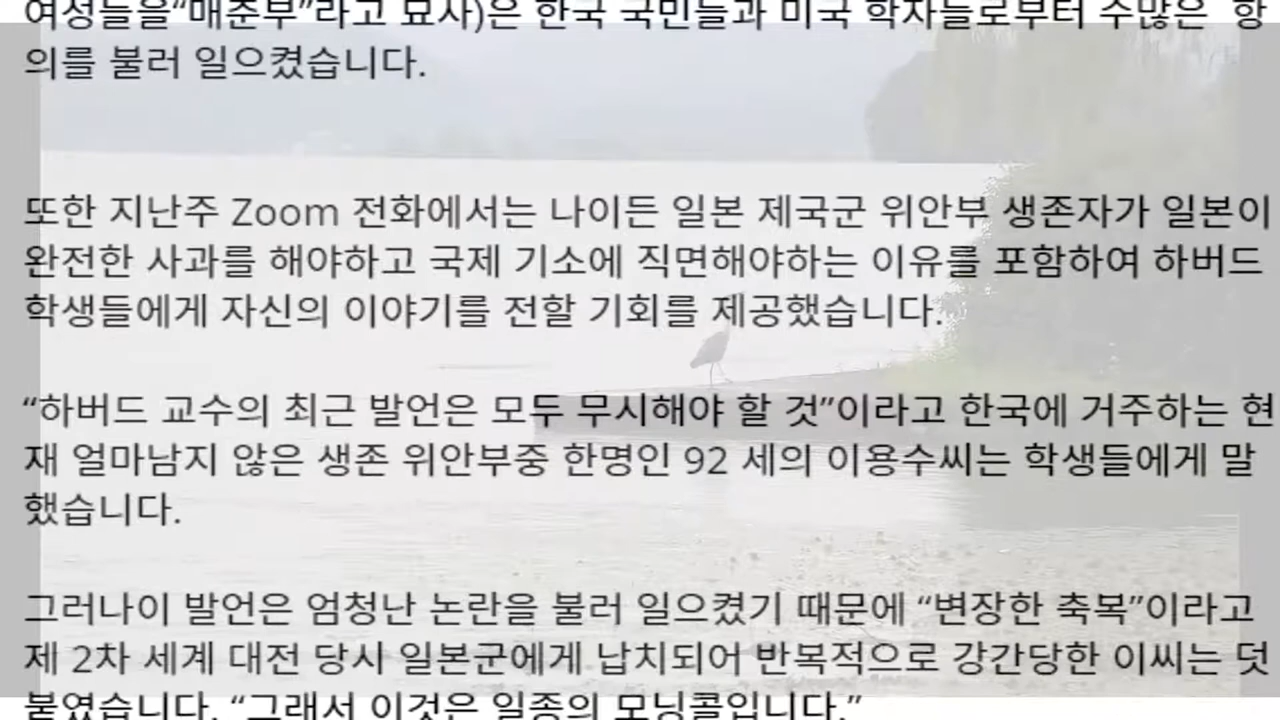 여성들을“매춘부”라고 묘사)은 한국 국민들과 미국 학자들로부터 수많은 항
의를 불러 일으켰습니다.
또한 지난주 Zoom 전화에서는 나이든 일본 제국군 위안부 생존자가 일본이
완전한 사과를 해야하고 국제 기소에 직면해야하는 이유를 포함하여 하버드
학생들에게 자신의 이야기를 전할 기회를 제공했습니다.
“하버드 교수의 최근 발언은 모두 무시해야 할 것”이라고 한국에 거주하는 현
재 얼마남지 않은 생존 위안부중 한명인 92 세의 이용수씨는 학생들에게 말
했습니다.
그러나이 발언은 엄청난 논란을 불러 일으켰기 때문에 “변장한 축복”이라고
제 2차 세계 대전 당시 일본군에게 납치되어 반복적으로 강간당한 이씨는 덧
붙였습니다. “그래서 이것은 일종의 모닝콜입니다.”